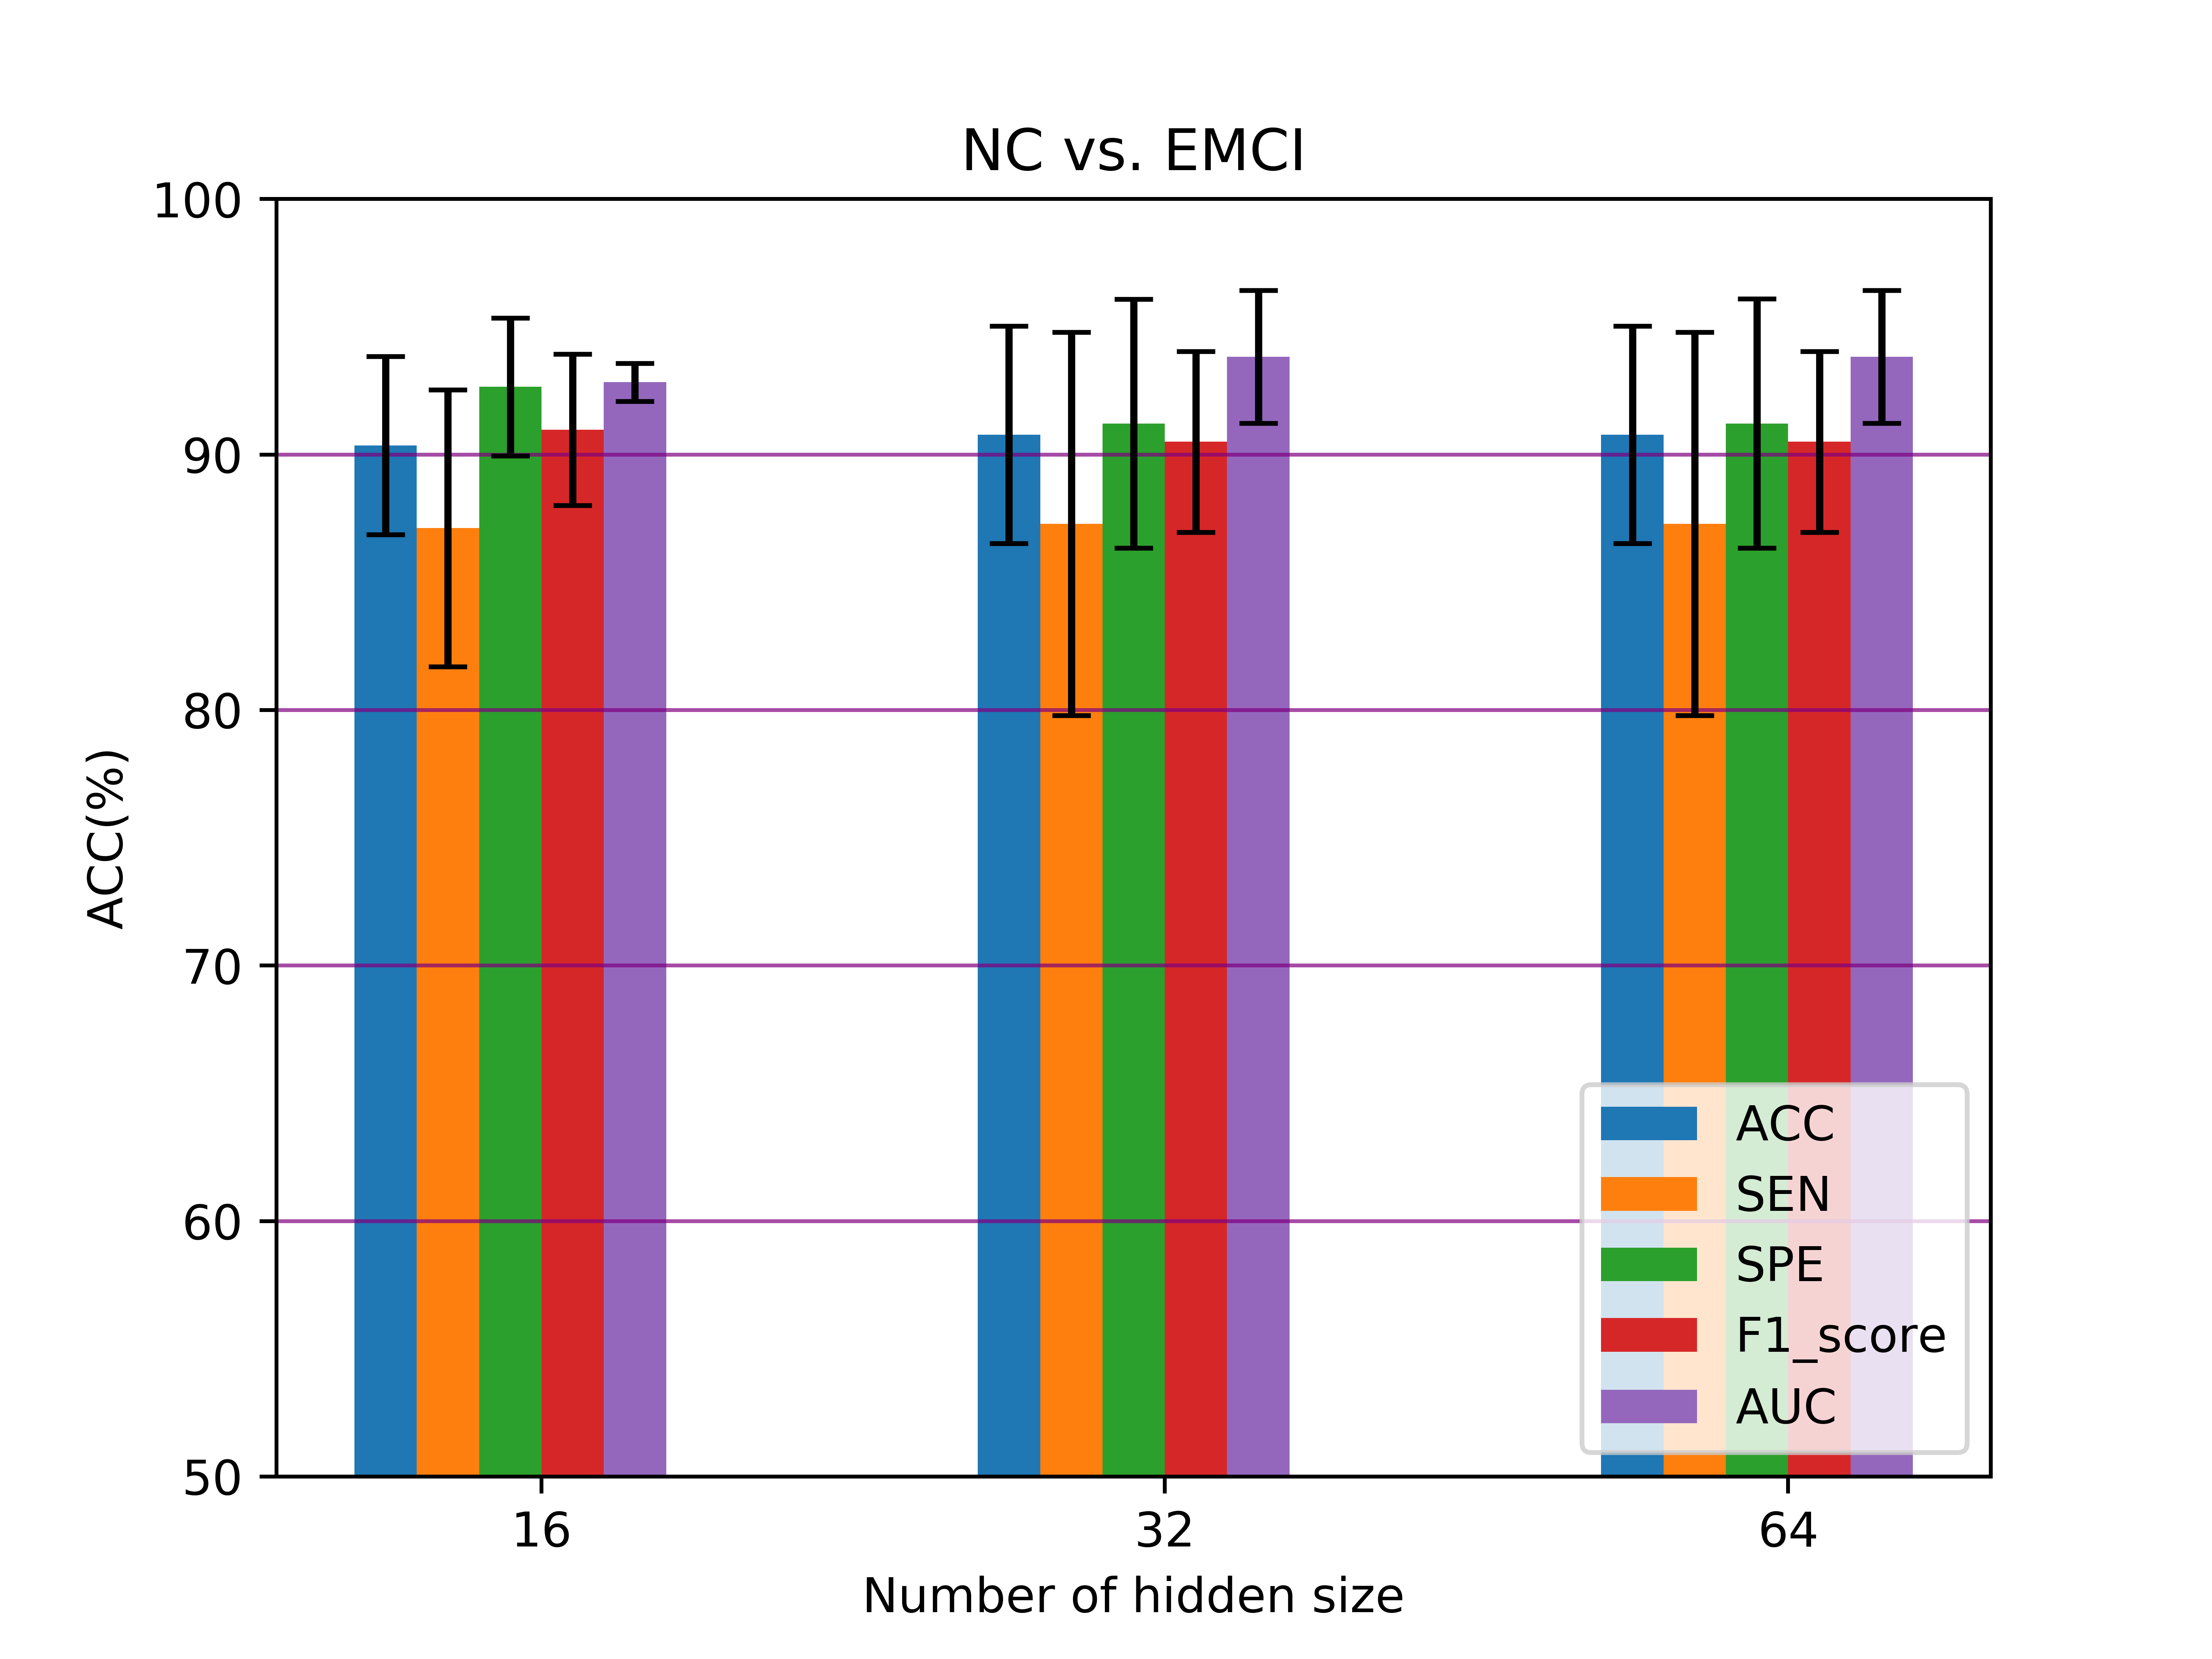 NC vs. EMCI
100
90
80
70
60
50
ACC(%)
ACC
SEN
SPE
F1_score
AUC
16 32 64
Number of hidden size